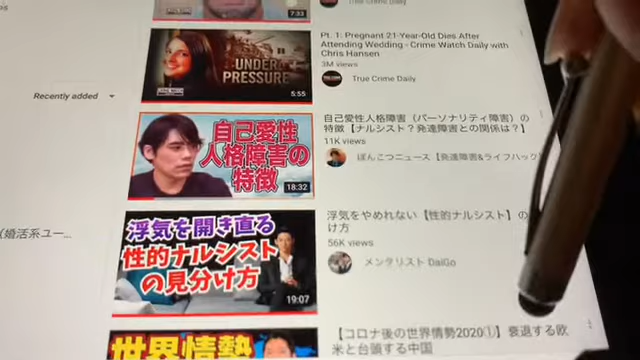 7:33
True Crime Daily
UNDER
PRESSURE
5:55
Pt. 1: Pregnant 21-Year-Old Dies After
Attending Wedding - Crime Watch Daily with
Chris Hansen
3M views
True Crime Daily
Recently added
自己愛性
人格障害の
特徴
18:32
自己愛性人格障害（パーソナリティ障害）の
特徴【ナルシスト？発達障害との関係は？】
11K views
ぽんこつニュース【発達障害&ライフハック】
（婚活系ユー...
浮気を開き直る
性的ナルシスト
の見分け方
19:07
浮気をやめれない【性的ナルシスト】の
け方
56K views
メンタリスト DaiGo
世界情勢
【コロナ後の世界情勢2020①】衰退する欧
米と台頭する中国